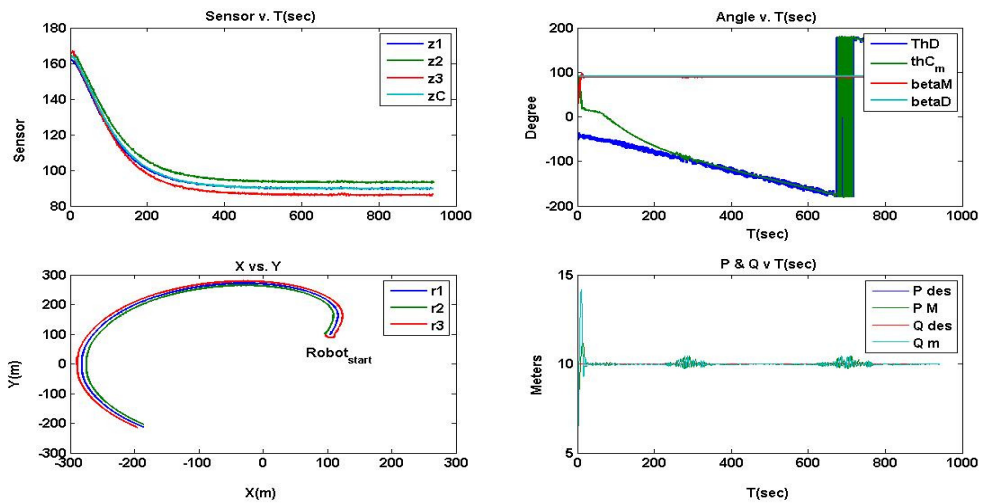 Sensor v. T(sec)
Sensor
180
160
140
120
100
80
0
200
400
600
800
1000
z1
z2
z3
zC
Angle v. T(sec)
Degree
200
100
0
-100
-200
0
200
400
600
800
1000
T(sec)
ThD
thCm
betaM
betaD
X vs. Y
Y(m)
300
200
100
0
-100
-200
-300
-300
-200
-100
0
100
200
300
X(m)
r1
r2
r3
Robotstart
P & Q v T(sec)
Meters
15
10
5
0
200
400
600
800
1000
T(sec)
P des
P M
Q des
Q m